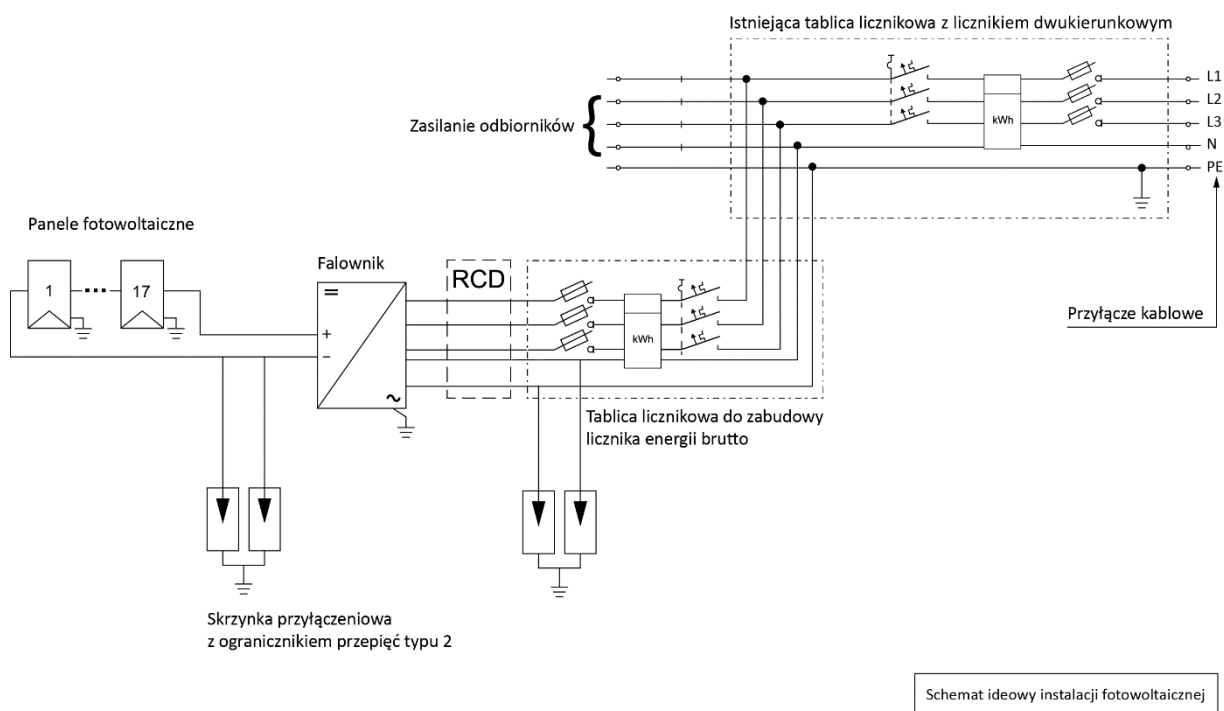 Istniejąca tablica licznikowa z licznikiem dwukierunkowym
L1
L2
L3
N
PE
kWh
Zasilanie odbiorników
Przyłącze kablowe
Panele fotowoltaiczne
1
17
Falownik
=
+
−
~
RCD
kWh
Tablica licznikowa do zabudowy
licznika energii brutto
Skrzynka przyłączeniowa
z ogranicznikiem przepięć typu 2
Schemat ideowy instalacji fotowoltaicznej